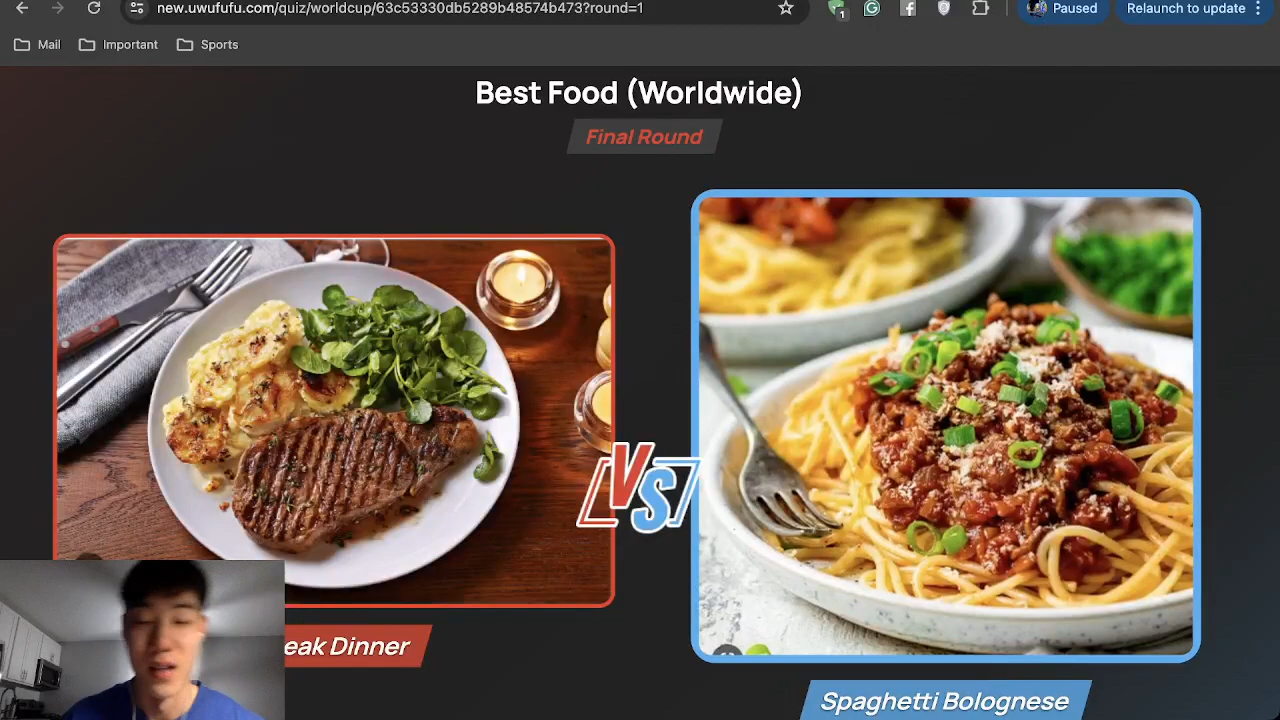 new.uwufufu.com/quiz/worldcup/63c53330db5289b48574b473?round=1
1
Paused
Relaunch to update
Mail
Important
Sports
Best Food (Worldwide)
Final Round
VS
eak Dinner
Spaghetti Bolognese